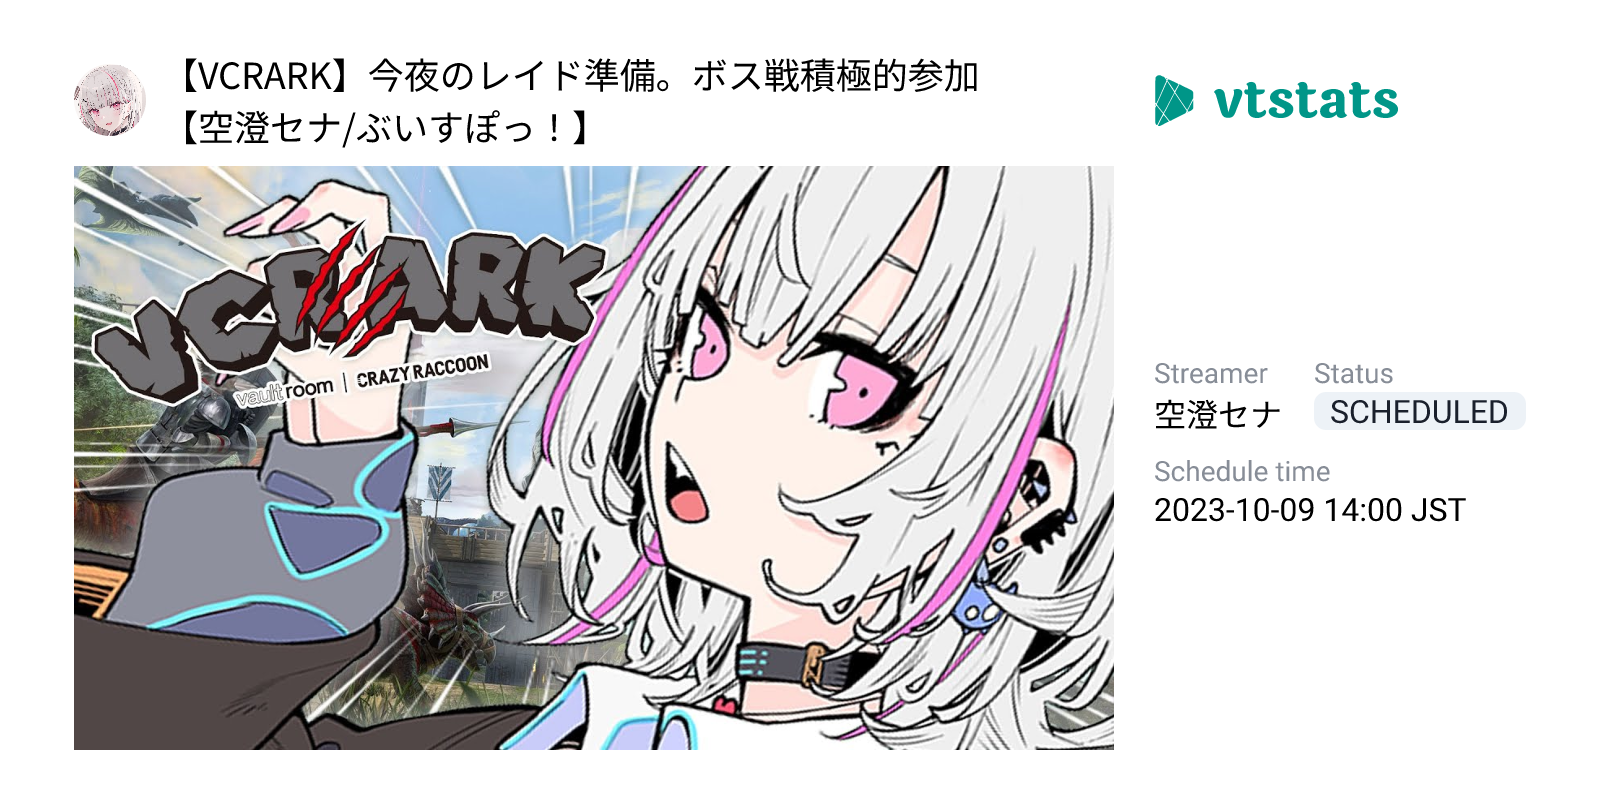 【VCRARK】今夜のレイド準備。ボス戦積極的参加
【空澄セナ/ぶいすぽっ！】
vtstats
VCRARK
vaultroom | CRAZY RACCOON
Streamer
空澄セナ
Status
SCHEDULED
Schedule time
2023-10-09 14:00 JST